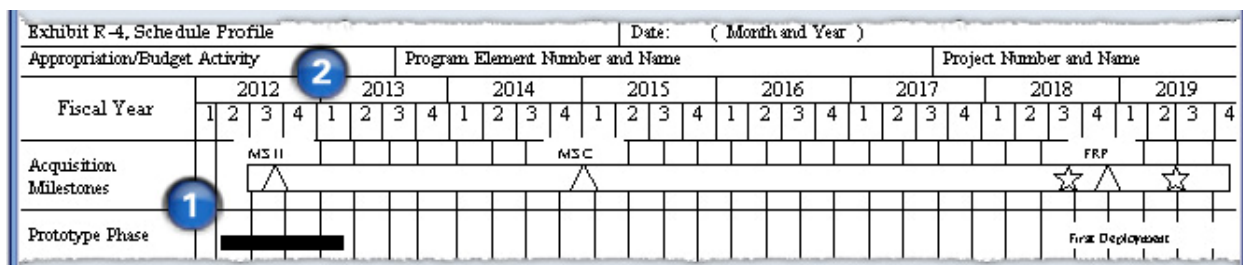 Exhibit R-4, Schedule Profile Date: ( Month and Year )
Appropriation/Budget Activity Program Element Number and Name Project Number and Name
2
Fiscal Year 2012 2013 2014 2015 2016 2017 2018 2019
1 2 3 4 1 2 3 4 1 2 3 4 1 2 3 4 1 2 3 4 1 2 3 4 1 2 3 4 1 2 3 4
MS II MS C FRP
Acquisition
Milestones
1
Prototype Phase First Deployment